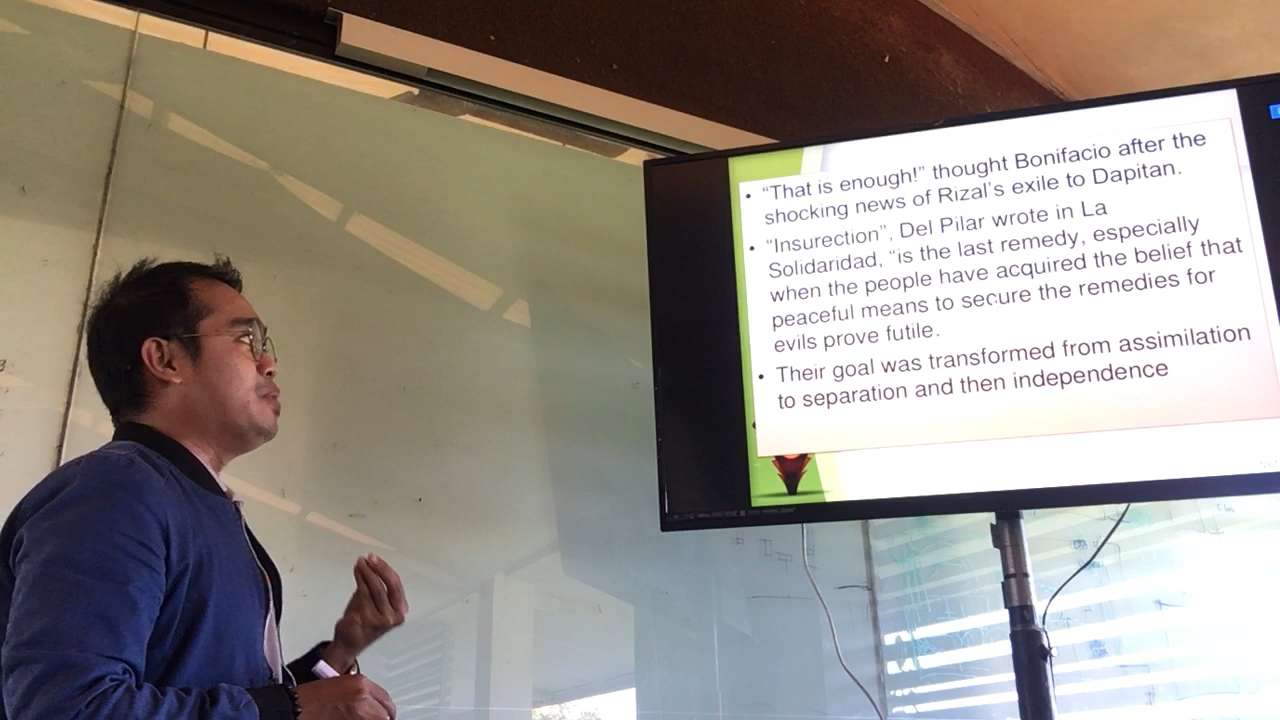 • “That is enough!” thought Bonifacio after the
shocking news of Rizal’s exile to Dapitan.
• “Insurection”, Del Pilar wrote in La
Solidaridad, “is the last remedy, especially
when the people have acquired the belief that
peaceful means to secure the remedies for
evils prove futile.
• Their goal was transformed from assimilation
to separation and then independence